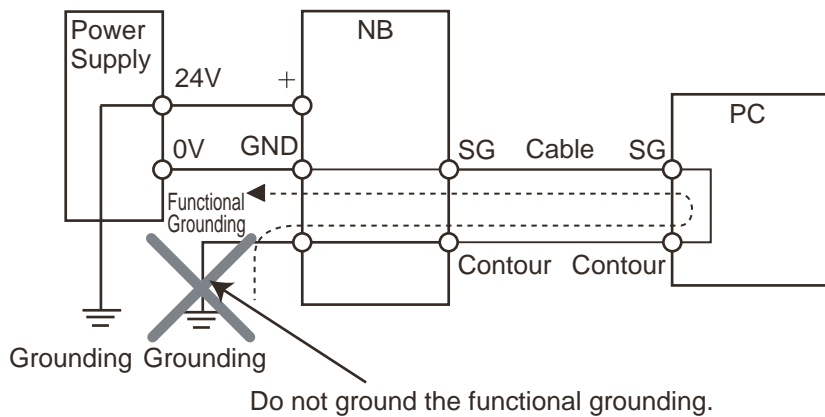 Power
Supply
NB
24V
+
PC
0V
GND
SG
Cable
SG
Functional
Grounding
Contour
Contour
Grounding
Grounding
Do not ground the functional grounding.